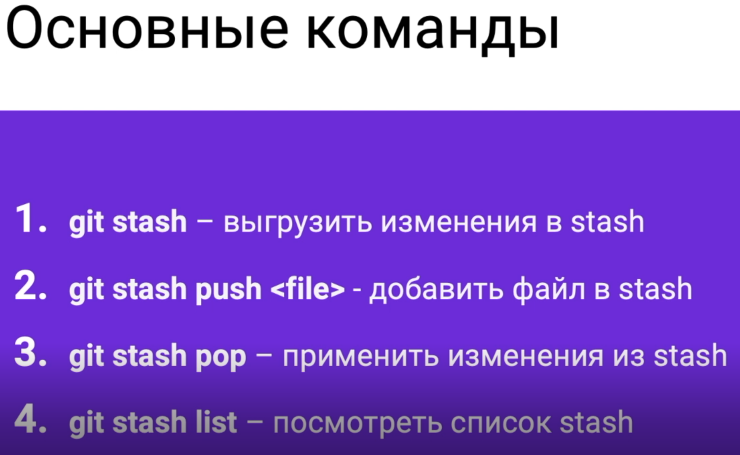 Основные команды
1. git stash – выгрузить изменения в stash
2. git stash push <file> - добавить файл в stash
3. git stash pop – применить изменения из stash
4. git stash list – посмотреть список stash